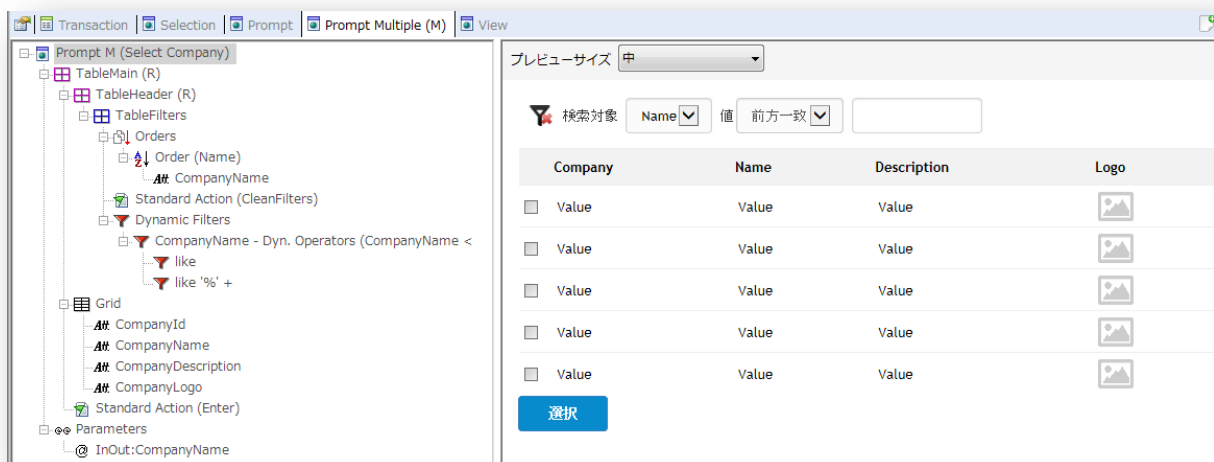 Transaction Selection Prompt Prompt Multiple (M) View
Prompt M (Select Company)
TableMain (R)
TableHeader (R)
TableFilters
Orders
Order (Name)
CompanyName
Standard Action (CleanFilters)
Dynamic Filters
CompanyName - Dyn. Operators (CompanyName <
like
like '%' +
Grid
CompanyId
CompanyName
CompanyDescription
CompanyLogo
Standard Action (Enter)
Parameters
InOut:CompanyName
プレビューサイズ 中
検索対象 Name 値 前方一致
Company Name Description Logo
Value Value Value
Value Value Value
Value Value Value
Value Value Value
Value Value Value
選択